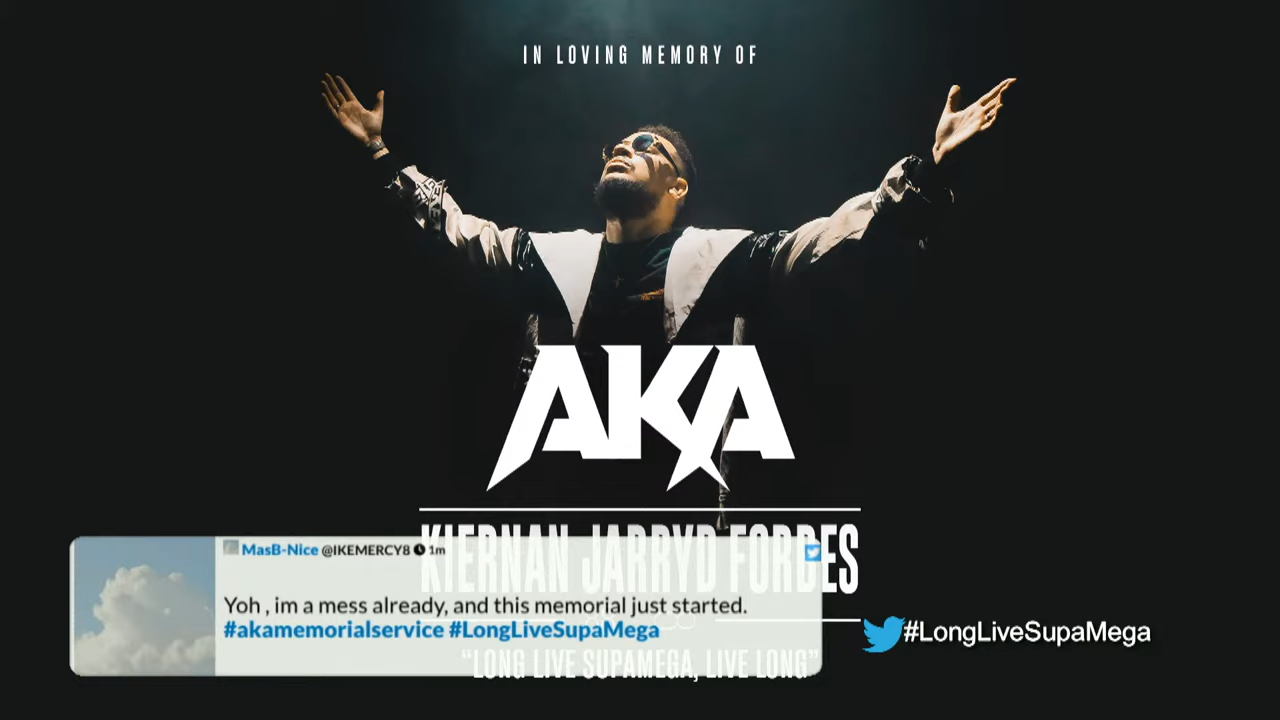 IN LOVING MEMORY OF
AKA
KIERNAN JARRYD FORBES
MasB-Nice @IKEMERCY8 1m
Yoh , im a mess already, and this memorial just started.
#akamemorialservice #LongLiveSupaMega
#LongLiveSupaMega
“LONG LIVE SUPAMEGA, LIVE LONG”